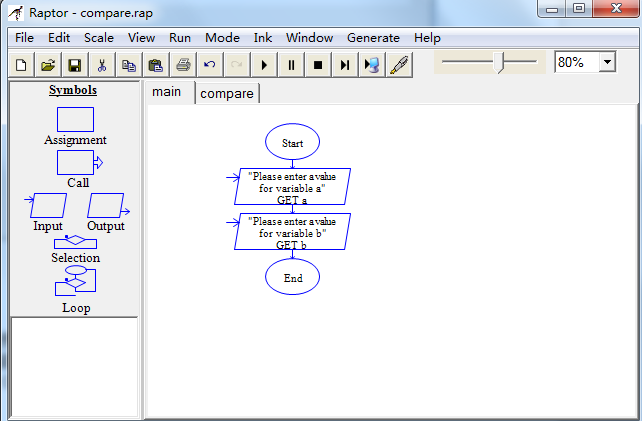 Raptor - compare.rap
File Edit Scale View Run Mode Ink Window Generate Help
80%
Symbols
Assignment
Call
Input Output
Selection
Loop
main compare
Start
"Please enter a value
for variable a"
GET a
"Please enter a value
for variable b"
GET b
End